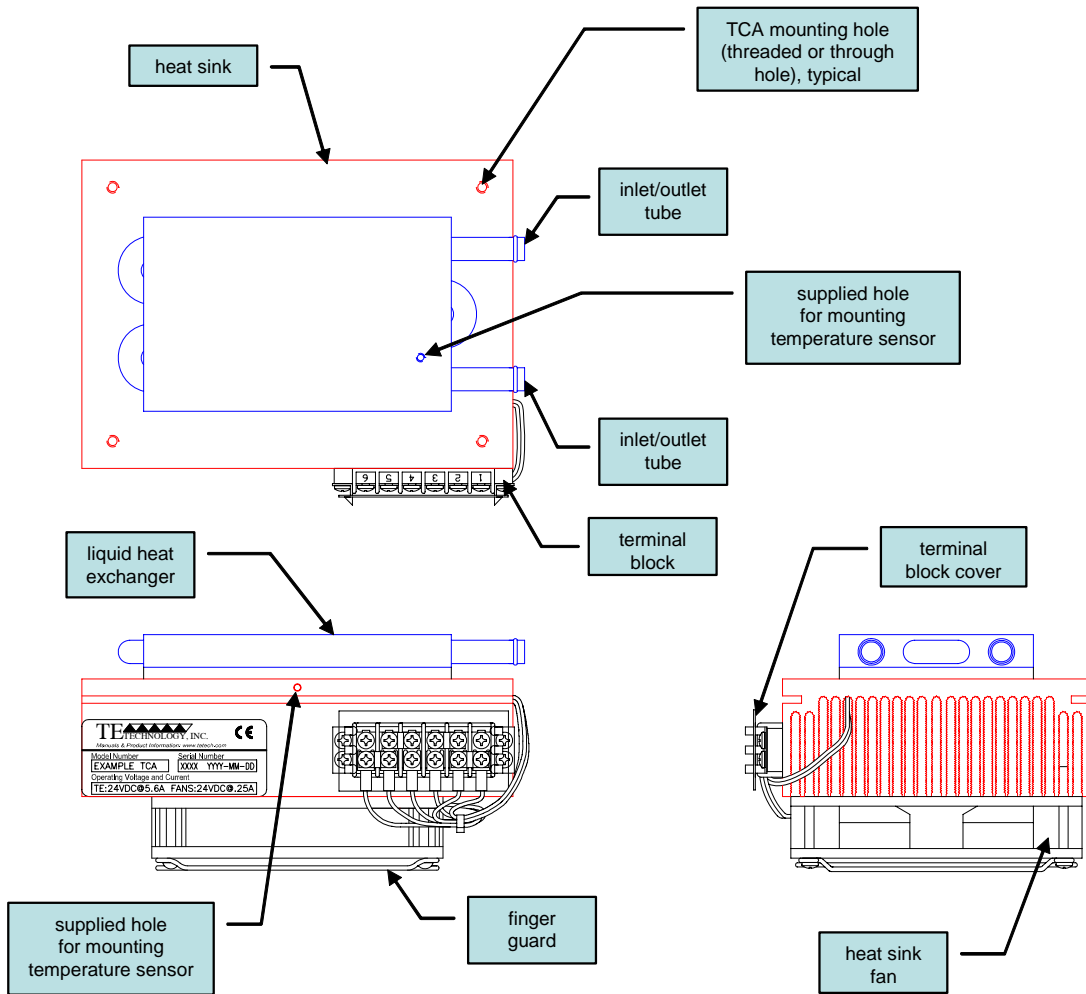 TCA mounting hole
(threaded or through
hole), typical
heat sink
inlet/outlet
tube
supplied hole
for mounting
temperature sensor
inlet/outlet
tube
6 5 4 3 2 1
terminal
block
liquid heat
exchanger
terminal
block cover
TE TECHNOLOGY, INC. CE
Manuals & Product Information: www.tetech.com
Model Number Serial Number
EXAMPLE TCA XXXX YYYY-MM-DD
Operating Voltage and Current
TE:24VDC@5.6A FANS:24VDC@.25A
supplied hole
for mounting
temperature sensor
finger
guard
heat sink
fan